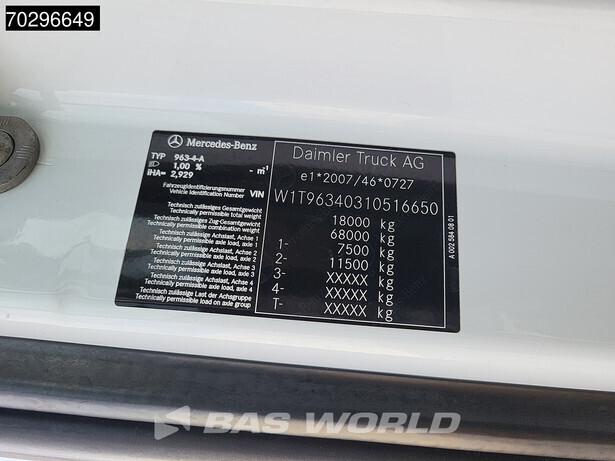 70296649
Mercedes-Benz
TYP 963-4-A
1,00 % - m⁻¹
iHA= 2,929
Fahrzeugidentifizierungsnummer
Vehicle Identification Number VIN
Technisch zulässiges Gesamtgewicht
Technically permissible total weight
Technisch zulässiges Zug-Gesamtgewicht
Technically permissible combination weight
Technisch zulässige Achslast, Achse 1
Technically permissible axle load, axle 1
Technisch zulässige Achslast, Achse 2
Technically permissible axle load, axle 2
Technisch zulässige Achslast, Achse 3
Technically permissible axle load, axle 3
Technisch zulässige Achslast, Achse 4
Technically permissible axle load, axle 4
Technisch zulässige Last der Achsgruppe
Technically permissible load on axle group
Daimler Truck AG
e1*2007/46*0727
W1T96340310516650
18000 kg
68000 kg
1- 7500 kg
2- 11500 kg
3- XXXXX kg
4- XXXXX kg
T- XXXXX kg
A 002 584 08 01
BAS WORLD